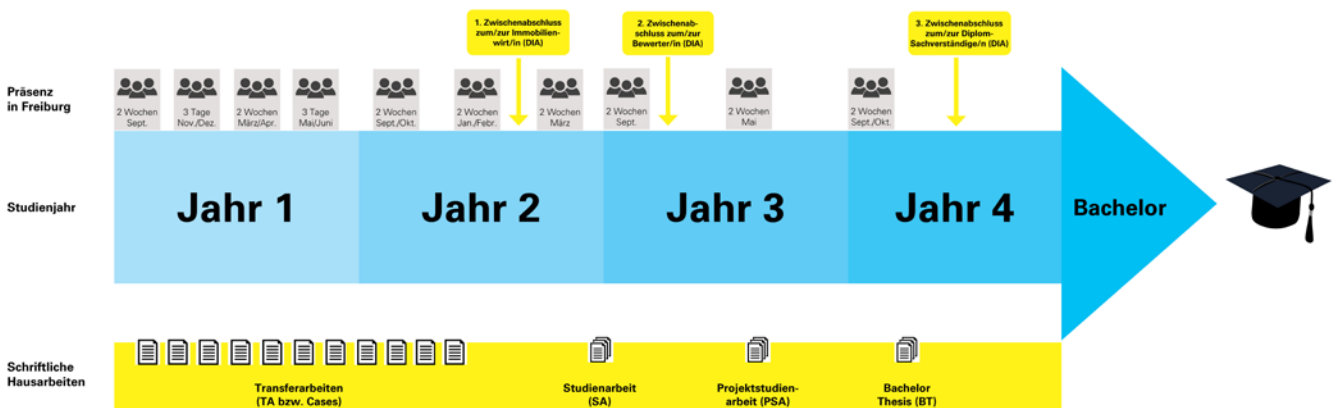 1. Zwischenabschluss
zum/zur Immobilien-
wirt/in (DIA)
2. Zwischenab-
schluss zum/zur
Bewerter/in (DIA)
3. Zwischenabschluss
zum/zur Diplom-
Sachverständige/n (DIA)
Präsenz
in Freiburg
2 Wochen
Sept.
3 Tage
Nov./Dez.
2 Wochen
März/Apr.
3 Tage
Mai/Juni
2 Wochen
Sept./Okt.
2 Wochen
Jan./Febr.
2 Wochen
März
2 Wochen
Sept.
2 Wochen
Mai
2 Wochen
Sept./Okt.
Studienjahr
Jahr 1
Jahr 2
Jahr 3
Jahr 4
Bachelor
Schriftliche
Hausarbeiten
Transferarbeiten
(TA bzw. Cases)
Studienarbeit
(SA)
Projektstudien-
arbeit (PSA)
Bachelor
Thesis (BT)